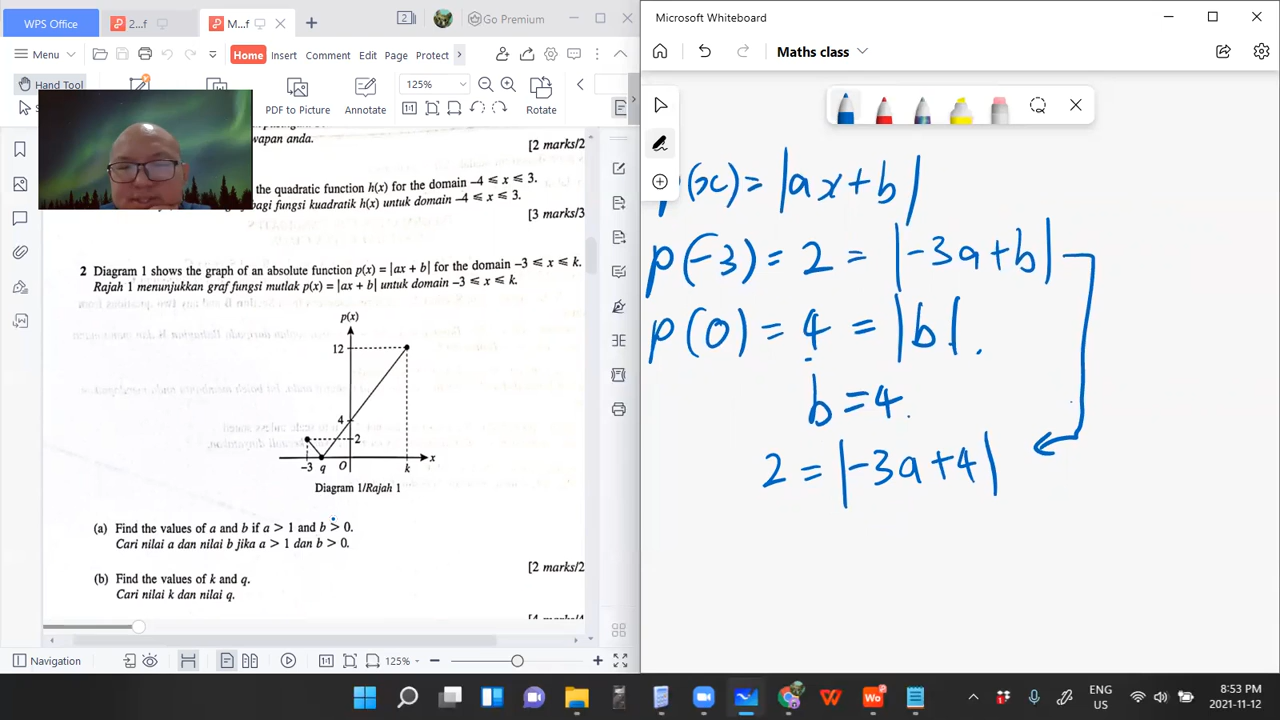 WPS Office
2...f
M...f
Go Premium
Menu
Home Insert Comment Edit Page Protect
Hand Tool
PDF to Picture
Annotate
125%
Rotate
wapan anda.
[2 marks/2
the quadratic function h(x) for the domain −4 ⩽ x ⩽ 3.
bagi fungsi kuadratik h(x) untuk domain −4 ⩽ x ⩽ 3.
[3 marks/3
2 Diagram 1 shows the graph of an absolute function p(x) = |ax + b| for the domain −3 ⩽ x ⩽ k.
Rajah 1 menunjukkan graf fungsi mutlak p(x) = |ax + b| untuk domain −3 ⩽ x ⩽ k.
p(x)
12
4
2
−3 q O k x
Diagram 1/Rajah 1
(a) Find the values of a and b if a > 1 and b > 0.
Cari nilai a dan nilai b jika a > 1 dan b > 0.
[2 marks/2
(b) Find the values of k and q.
Cari nilai k dan nilai q.
[4 marks/4
Navigation
125%
Microsoft Whiteboard
Maths class
p(x) = |ax+b|
p(-3) = 2 = |-3a+b|
p(0) = 4 = |b|.
b = 4.
2 = |-3a+4|
ENG
US
8:53 PM
2021-11-12